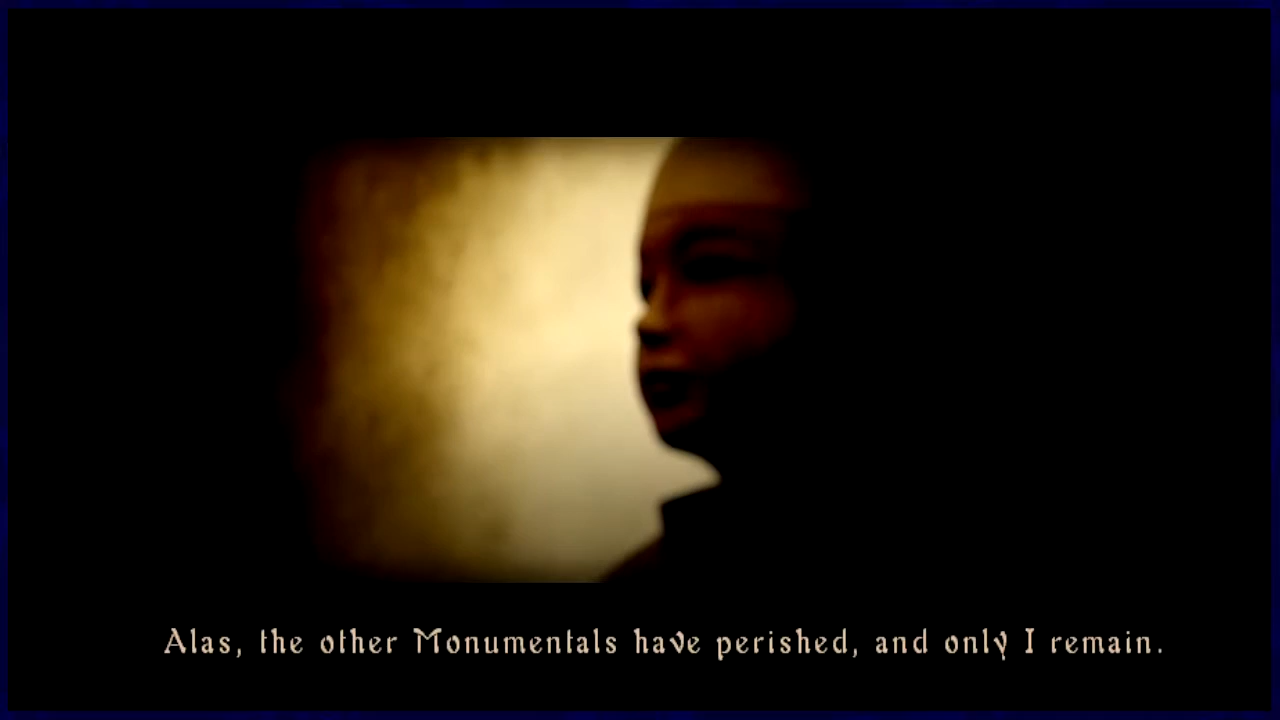 Alas, the other Monumentals have perished, and only I remain.